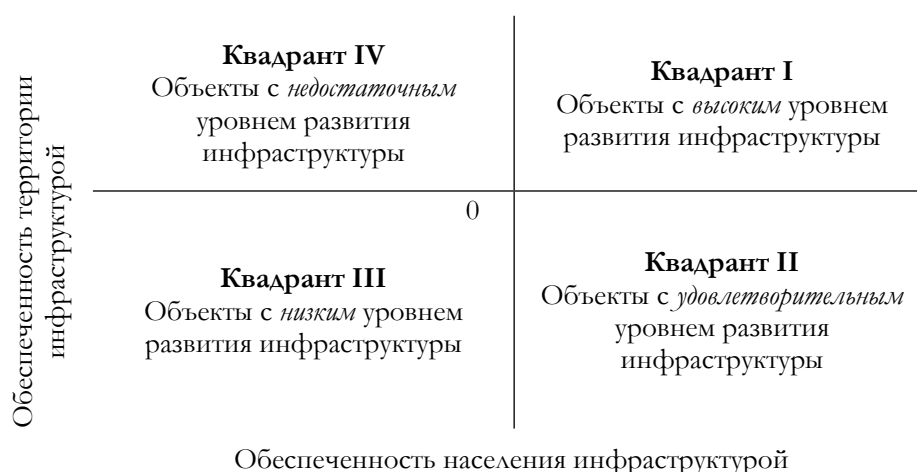 Обеспеченность территории
инфраструктурой
Квадрант IV
Объекты с недостаточным
уровнем развития
инфраструктуры
Квадрант I
Объекты с высоким уровнем
развития инфраструктуры
0
Квадрант III
Объекты с низким уровнем
развития инфраструктуры
Квадрант II
Объекты с удовлетворительным
уровнем развития
инфраструктуры
Обеспеченность населения инфраструктурой